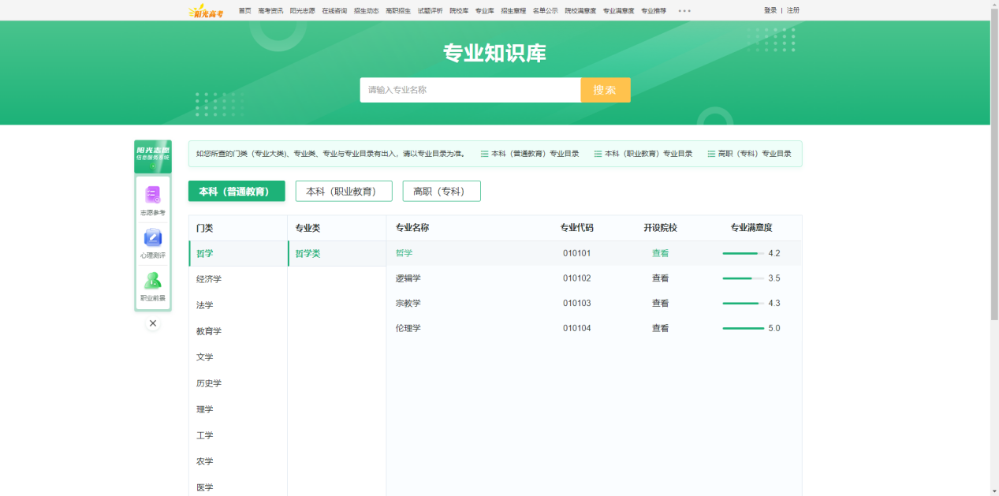 阳光高考 首页 高考资讯 阳光志愿 在线咨询 招生动态 高职招生 试题评析 院校库 专业库 招生章程 名单公示 院校满意度 专业满意度 专业推荐 ••• 登录 | 注册
专业知识库
请输入专业名称 搜索
阳光志愿
信息服务系统
志愿参考
心理测评
职业前景
如您所查的门类（专业大类）、专业类、专业与专业目录有出入，请以专业目录为准。 本科（普通教育）专业目录 本科（职业教育）专业目录 高职（专科）专业目录
本科（普通教育） 本科（职业教育） 高职（专科）
门类 专业类 专业名称 专业代码 开设院校 专业满意度
哲学 哲学类 哲学 010101 查看 4.2
经济学 逻辑学 010102 查看 3.5
法学 宗教学 010103 查看 4.3
教育学 伦理学 010104 查看 5.0
文学
历史学
理学
工学
农学
医学